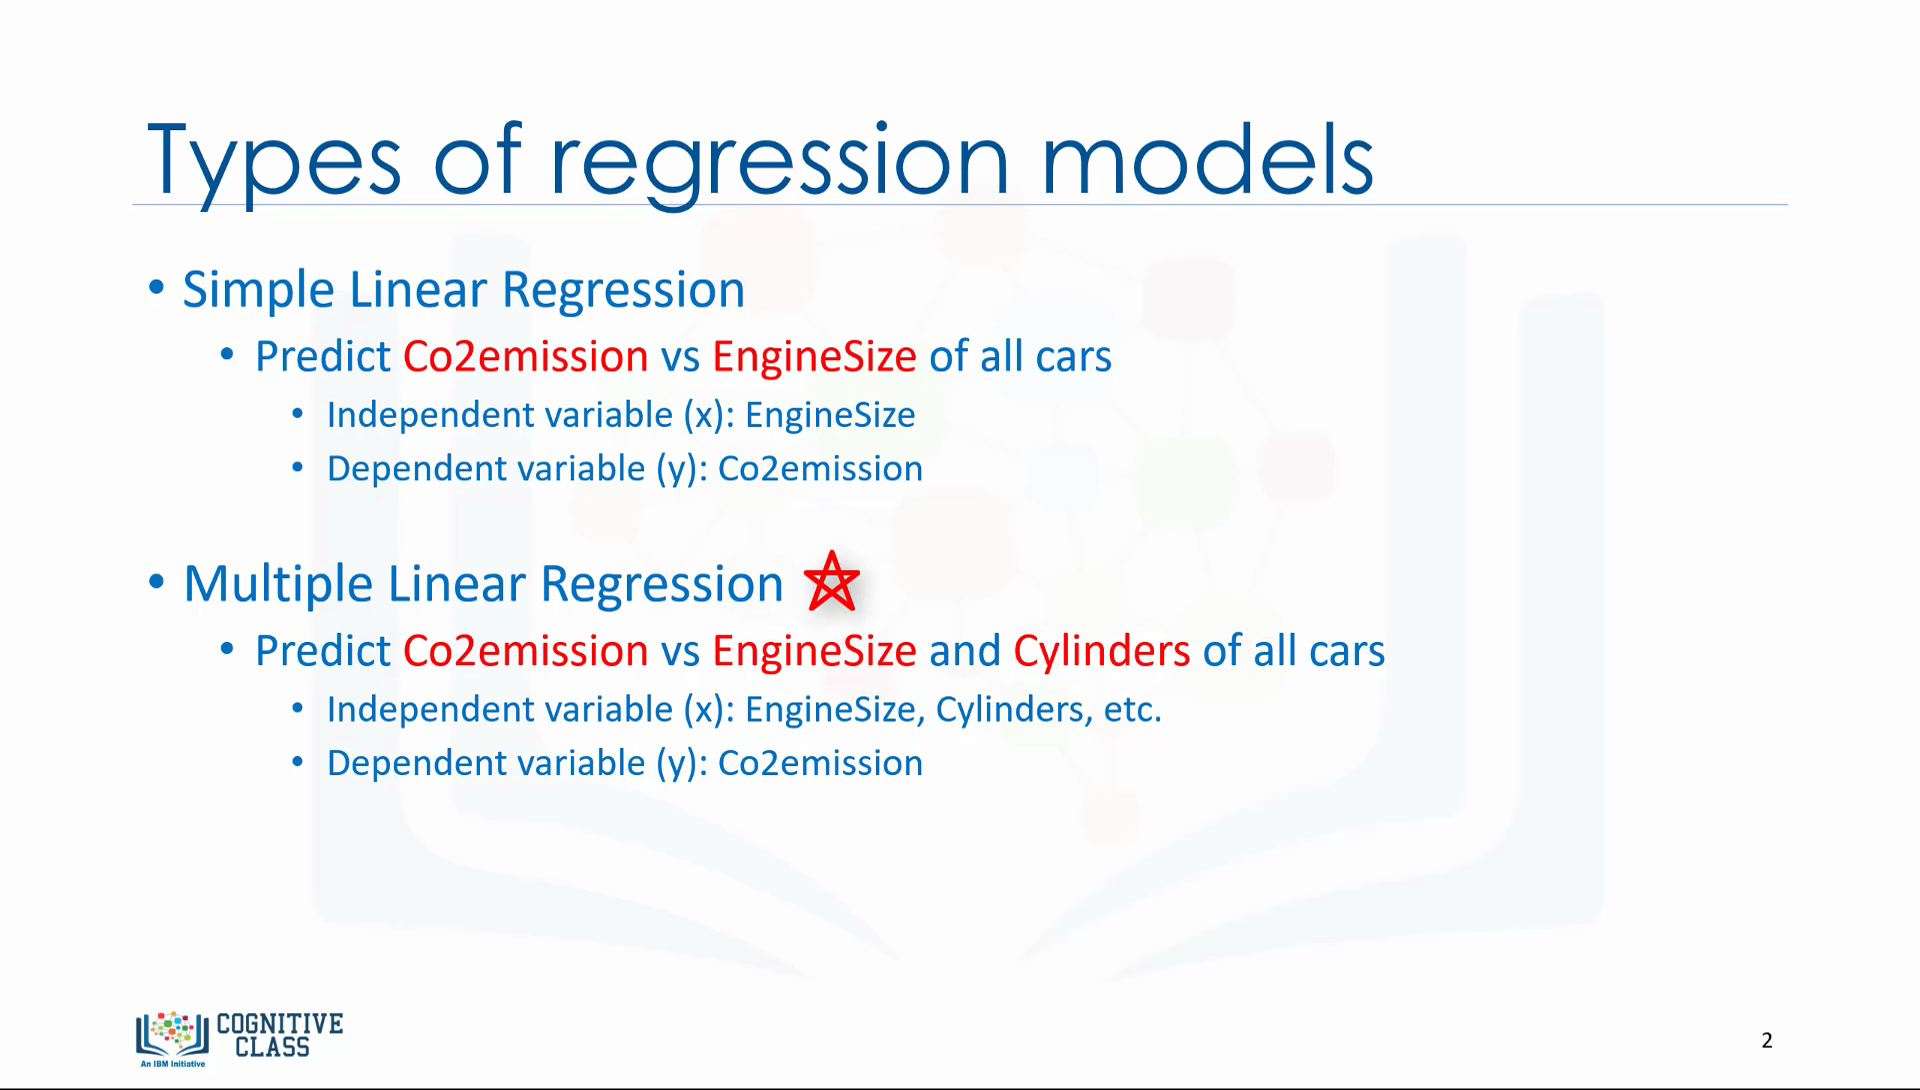 Types of regression models
• Simple Linear Regression
• Predict Co2emission vs EngineSize of all cars
• Independent variable (x): EngineSize
• Dependent variable (y): Co2emission
• Multiple Linear Regression
• Predict Co2emission vs EngineSize and Cylinders of all cars
• Independent variable (x): EngineSize, Cylinders, etc.
• Dependent variable (y): Co2emission
COGNITIVE
CLASS
An IBM Initiative
2